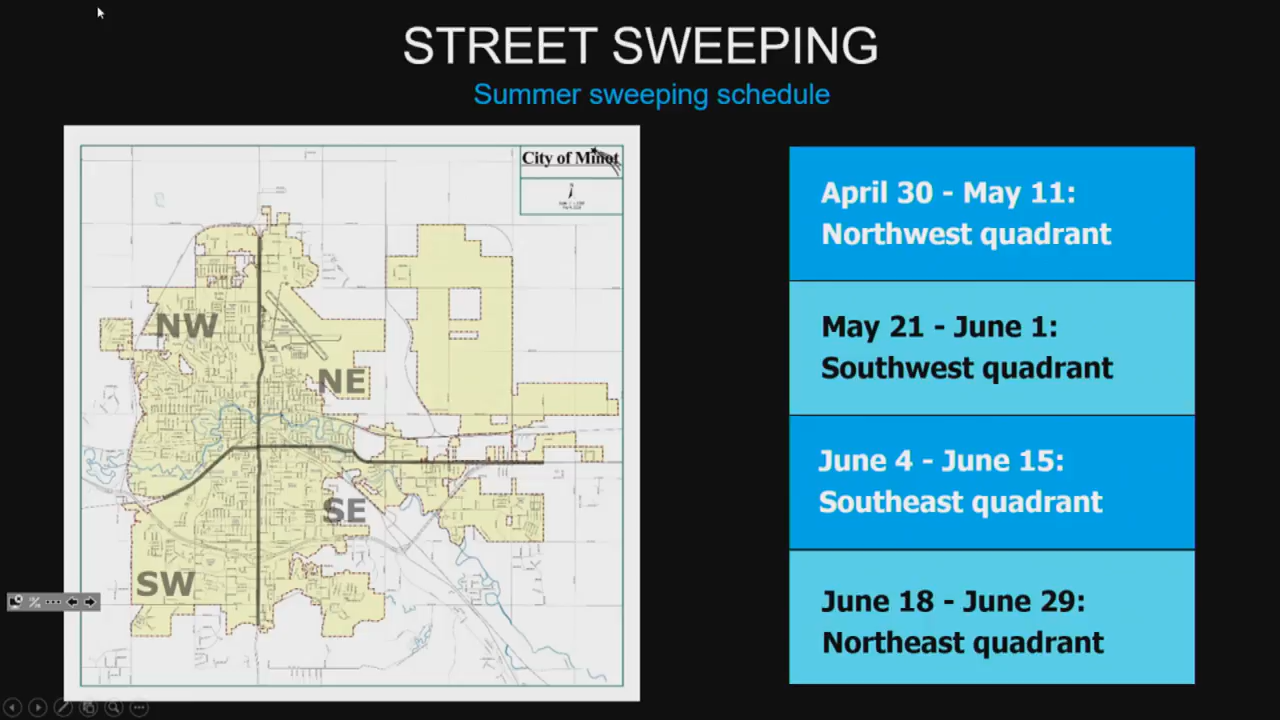 STREET SWEEPING
Summer sweeping schedule
City of Minot
N
NW
NE
SE
SW
April 30 - May 11:
Northwest quadrant
May 21 - June 1:
Southwest quadrant
June 4 - June 15:
Southeast quadrant
June 18 - June 29:
Northeast quadrant